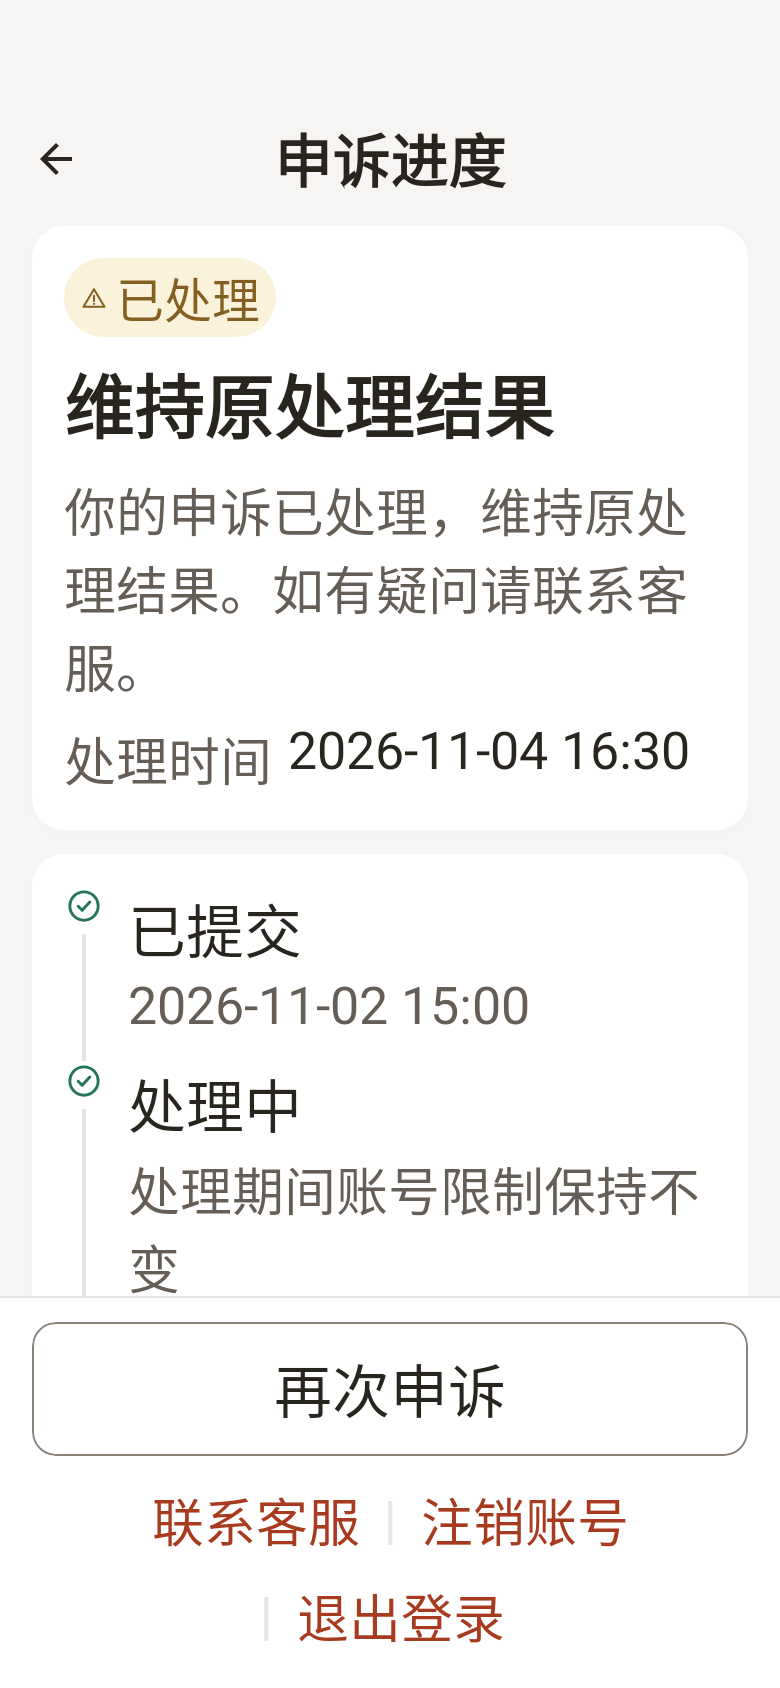 申诉进度
已处理
维持原处理结果
你的申诉已处理，维持原处
理结果。如有疑问请联系客
服。
处理时间 2026-11-04 16:30
已提交
2026-11-02 15:00
处理中
处理期间账号限制保持不
变
再次申诉
联系客服 | 注销账号
| 退出登录